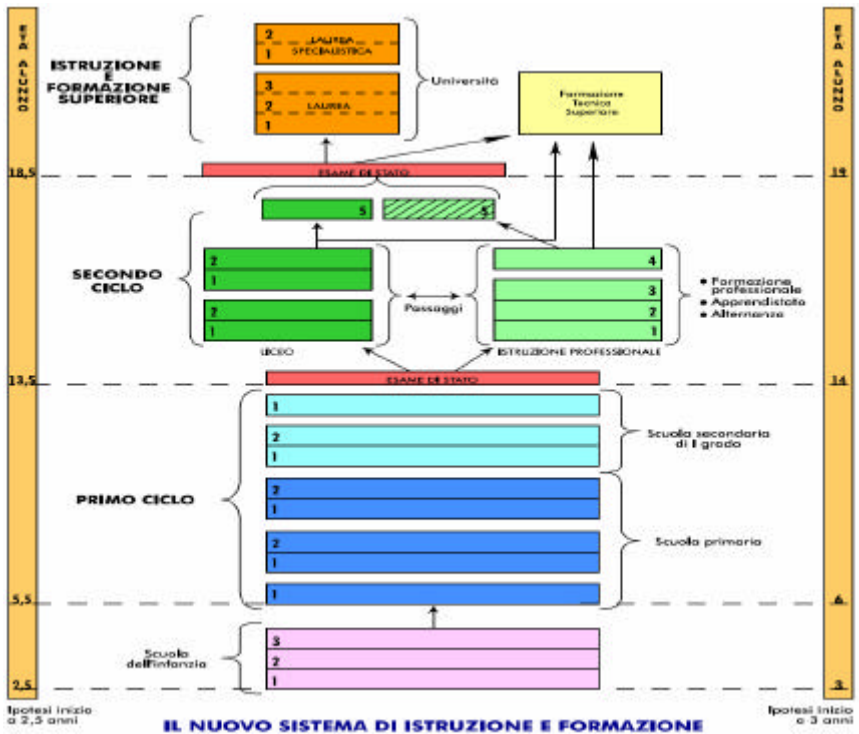 ETÀ ALUNNO
ISTRUZIONE
E
FORMAZIONE
SUPERIORE
2
LAUREA
SPECIALISTICA
1
3
2
LAUREA
1
Università
Formazione
Tecnica
Superiore
ETÀ ALUNNO
18,5
ESAME DI STATO
19
5
5
SECONDO
CICLO
2
1
2
1
LICEO
Passaggi
4
3
2
1
ISTRUZIONE PROFESSIONALE
• Formazione
professionale
• Apprendistato
• Alternanza
13,5
ESAME DI STATO
14
PRIMO CICLO
1
2
1
Scuola secondaria
di I grado
2
1
2
1
1
Scuola primaria
5,5
6
Scuola
dell'infanzia
3
2
1
2,5
3
Ipotesi inizio
a 2,5 anni
Ipotesi inizio
a 3 anni
IL NUOVO SISTEMA DI ISTRUZIONE E FORMAZIONE